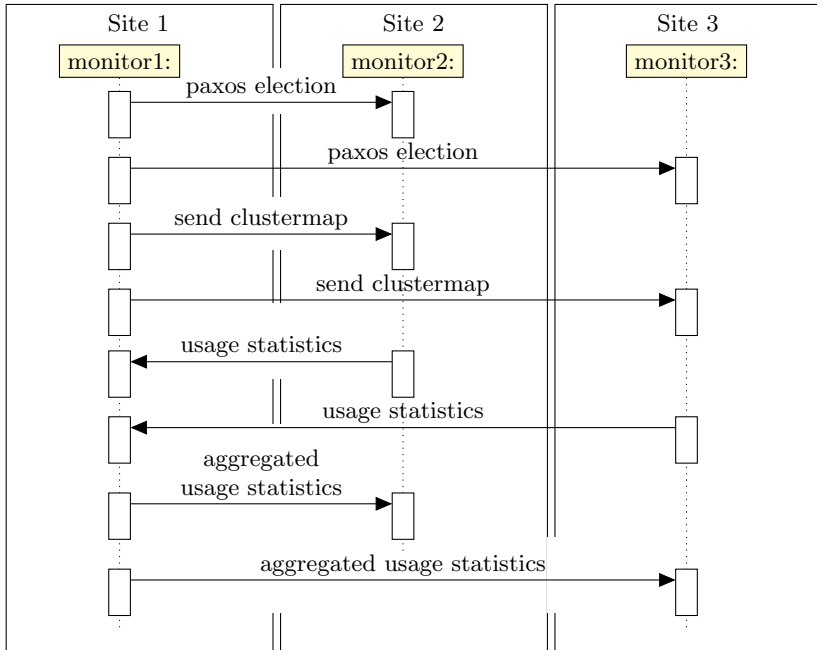 Site 1
Site 2
Site 3
monitor1:
monitor2:
monitor3:
paxos election
paxos election
send clustermap
send clustermap
usage statistics
usage statistics
aggregated
usage statistics
aggregated usage statistics